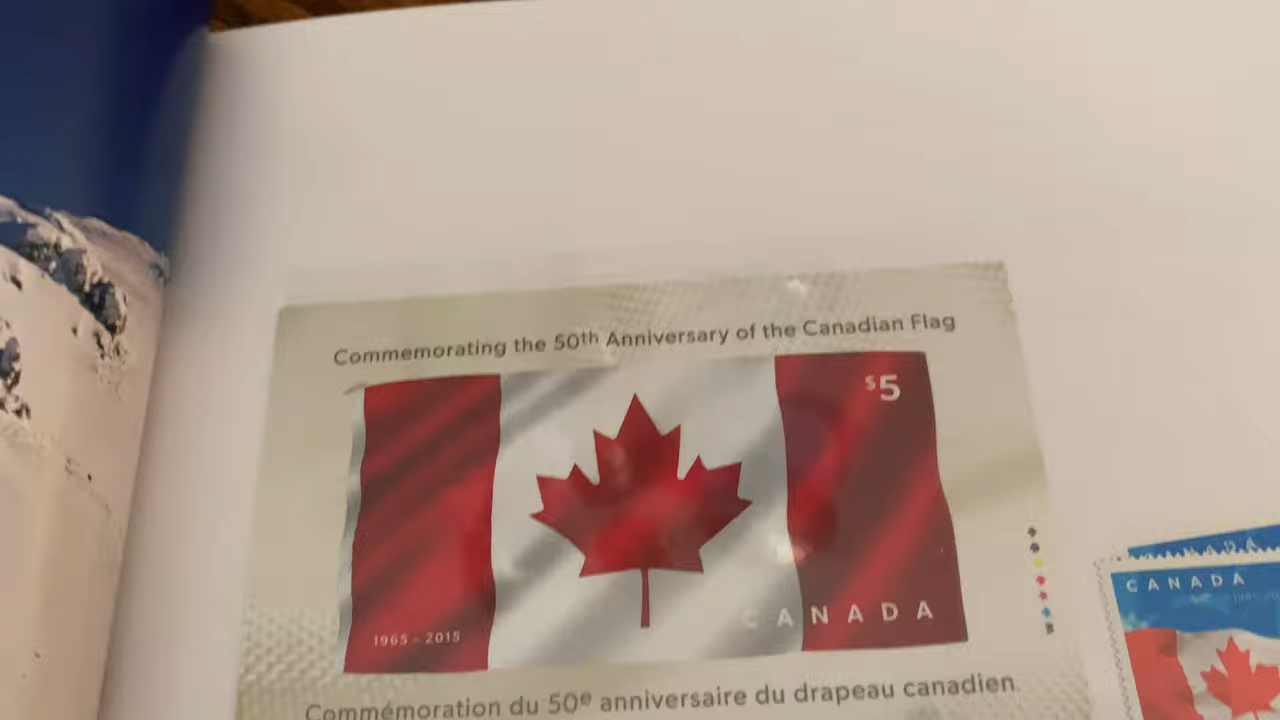 Commemorating the 50th Anniversary of the Canadian Flag
$5
CANADA
1965 - 2015
Commémoration du 50e anniversaire du drapeau canadien
CANADA